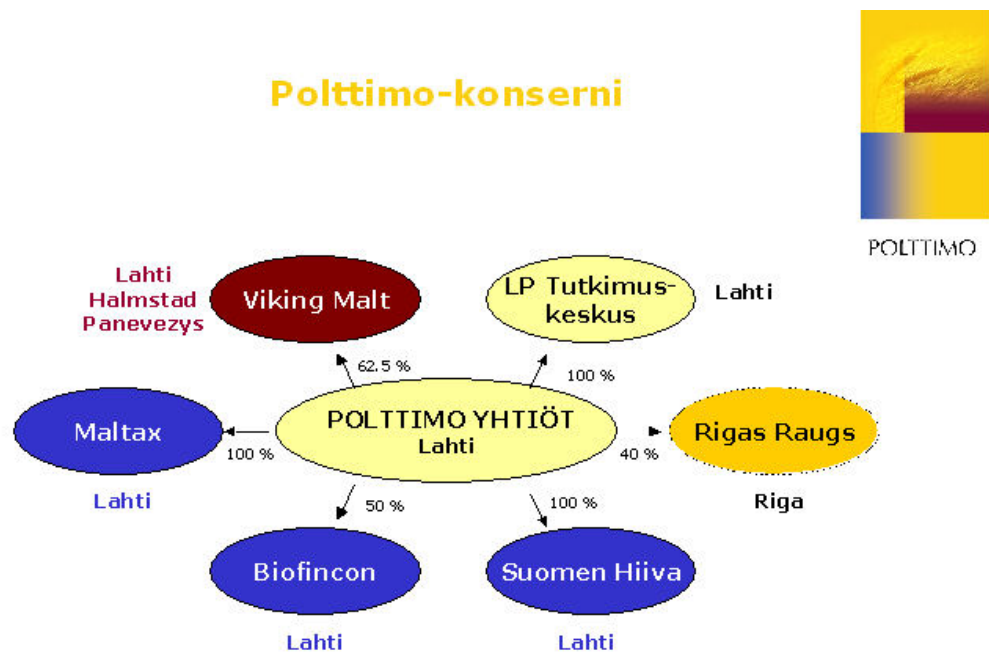 Polttimo-konserni
POLTTIMO
Lahti
Halmstad
Panevezys
Viking Malt
LP Tutkimus-
keskus
Lahti
62.5 %
100 %
Maltax
100 %
Lahti
POLTTIMO YHTIÖT
Lahti
40 %
Rigas Raugs
Riga
50 %
100 %
Biofincon
Lahti
Suomen Hiiva
Lahti